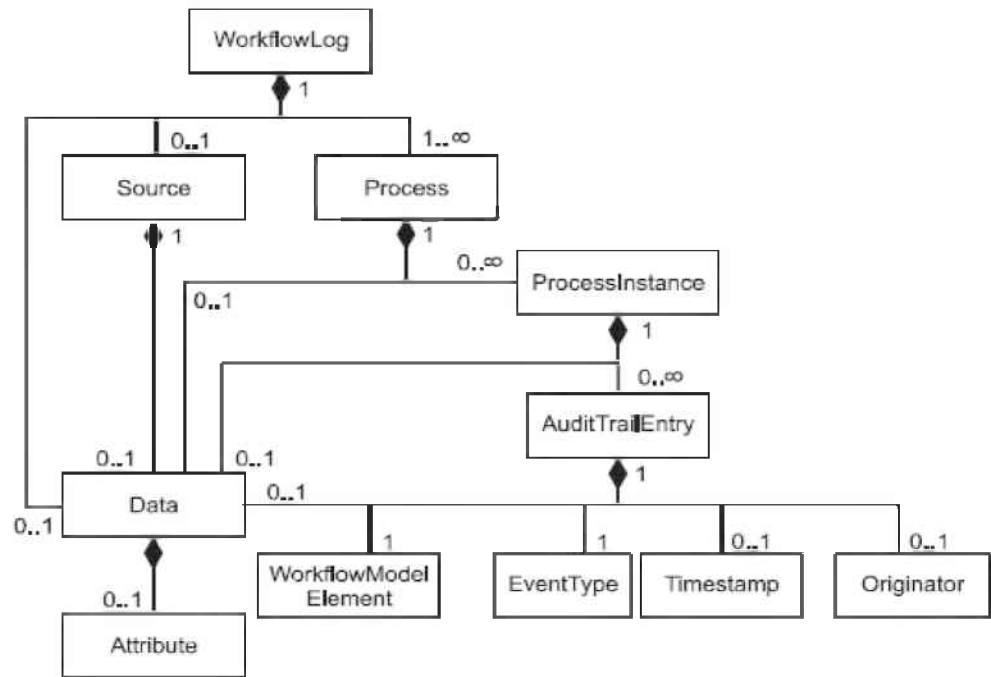 WorkflowLog
1
0..1
1..∞
Source
Process
1
1
0..∞
ProcessInstance
0..1
1
0..∞
AuditTrailEntry
0..1
0..1
1
Data
0..1
0..1
1
1
0..1
0..1
WorkflowModel
Element
EventType
Timestamp
Originator
0..1
Attribute